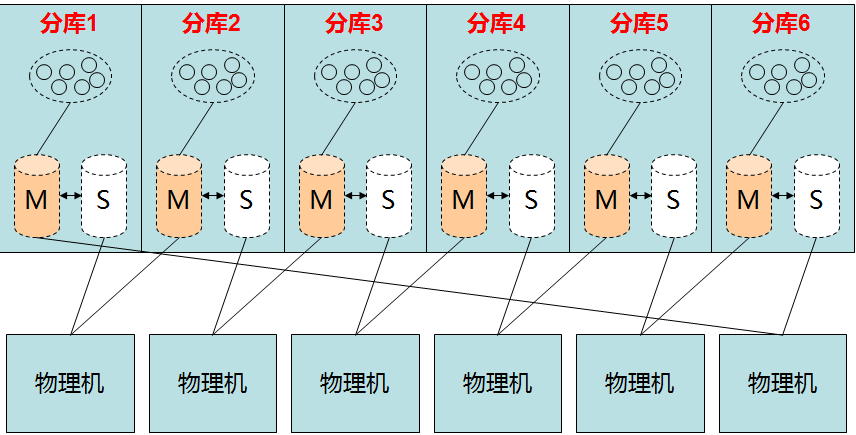 分库1 分库2 分库3 分库4 分库5 分库6
M S M S M S M S M S M S
物理机 物理机 物理机 物理机 物理机 物理机